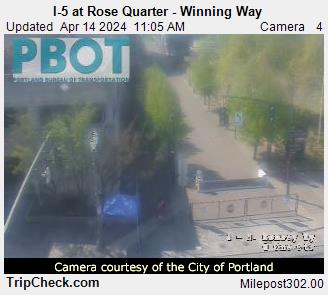 I-5 at Rose Quarter - Winning Way
Updated Apr 14 2024 11:05 AM Camera 4
PBOT
PORTLAND BUREAU OF TRANSPORTATION
Camera courtesy of the City of Portland
TripCheck.com Milepost302.00